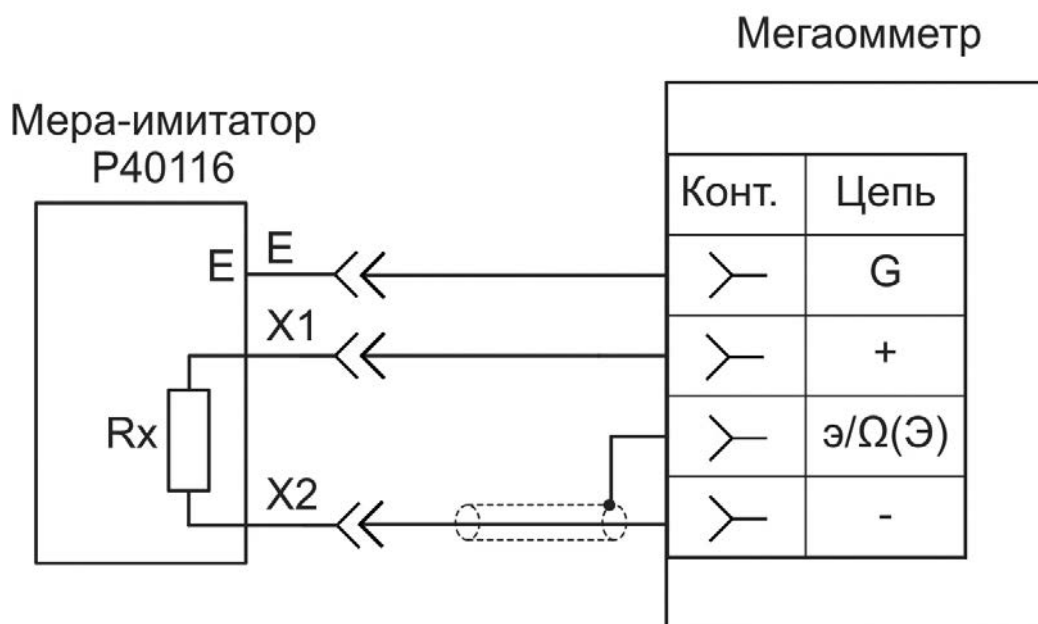 Мегаомметр
Мера-имитатор
Р40116
Конт. Цепь
E E G
X1 +
Rx э/Ω(Э)
X2 -